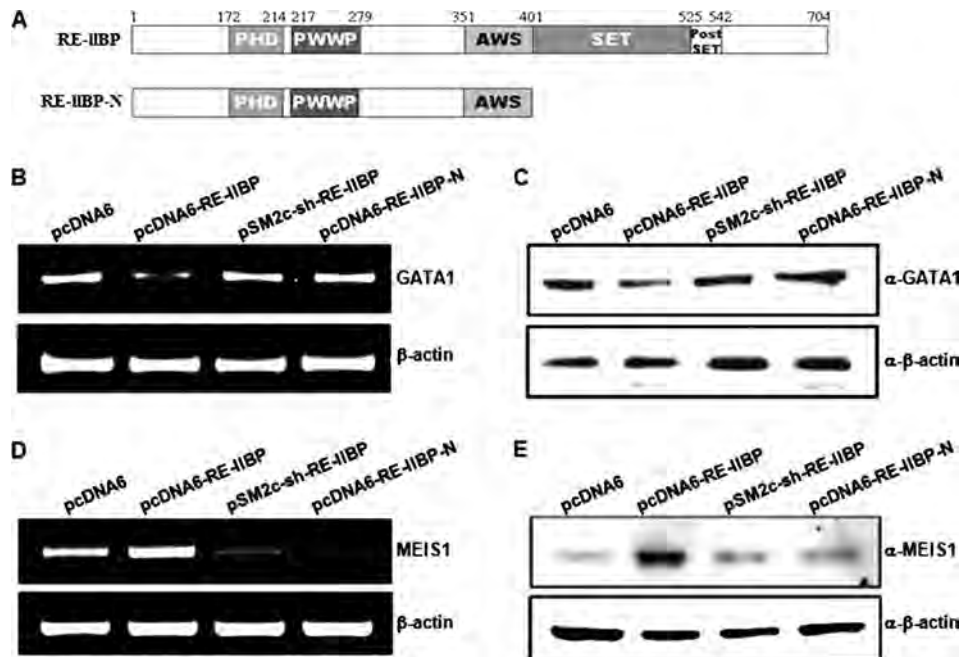 A
1 172 214 217 279 351 401 525 542 704
RE-IIBP PHD PWWP AWS SET Post SET
RE-IIBP-N PHD PWWP AWS
B
pcDNA6 pcDNA6-RE-IIBP pSM2c-sh-RE-IIBP pcDNA6-RE-IIBP-N
GATA1
β-actin
C
pcDNA6 pcDNA6-RE-IIBP pSM2c-sh-RE-IIBP pcDNA6-RE-IIBP-N
α-GATA1
α-β-actin
D
pcDNA6 pcDNA6-RE-IIBP pSM2c-sh-RE-IIBP pcDNA6-RE-IIBP-N
MEIS1
β-actin
E
pcDNA6 pcDNA6-RE-IIBP pSM2c-sh-RE-IIBP pcDNA6-RE-IIBP-N
α-MEIS1
α-β-actin